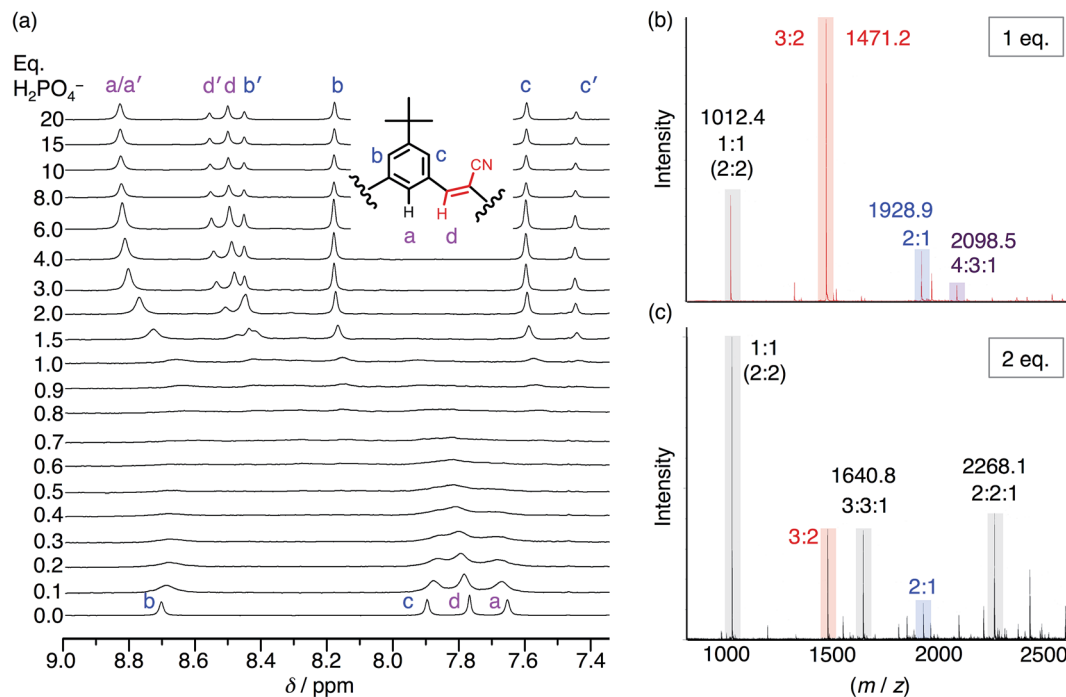 (a)
Eq.
H₂PO₄⁻
a/a′ d′ d b′ b c c′
20
15
10
8.0
6.0
4.0
3.0
2.0
1.5
1.0
0.9
0.8
0.7
0.6
0.5
0.4
0.3
0.2
0.1
0.0
b c d a
b c CN
H H
a d
9.0 8.8 8.6 8.4 8.2 8.0 7.8 7.6 7.4
δ / ppm
(b)
1 eq.
3:2 1471.2
1012.4
1:1
(2:2)
1928.9
2:1
2098.5
4:3:1
Intensity
(c)
2 eq.
1:1
(2:2)
1640.8
3:3:1
2268.1
2:2:1
3:2
2:1
Intensity
1000 1500 2000 2500
(m / z)